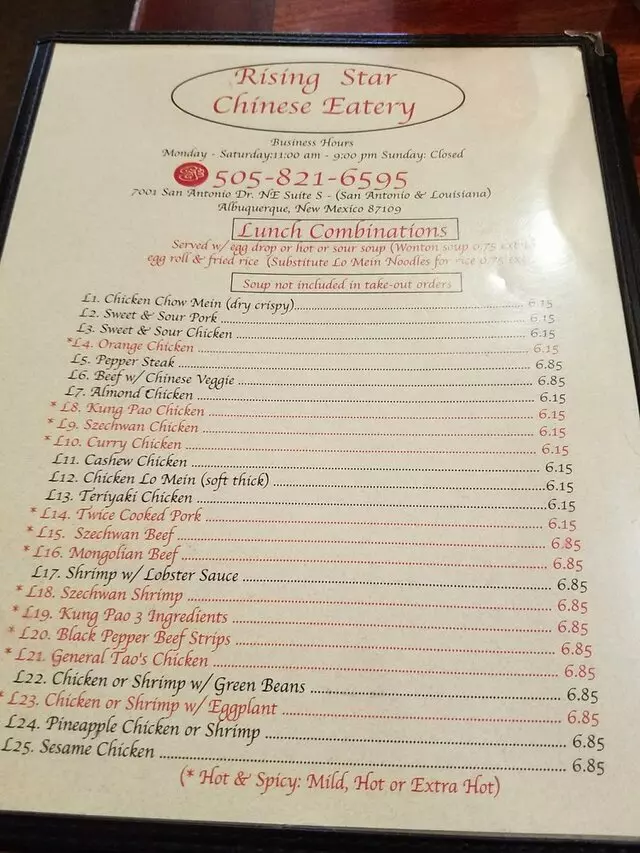 Rising Star
Chinese Eatery
Business Hours
Monday - Saturday:11:00 am - 9:00 pm Sunday: Closed
505-821-6595
7001 San Antonio Dr. NE Suite S - (San Antonio & Louisiana)
Albuquerque, New Mexico 87109
Lunch Combinations
Served w/ egg drop or hot or sour soup (Wonton soup 0.75
egg roll & fried rice (Substitute Lo Mein Noodles for rice 0.75
Soup not included in take-out orders
L1. Chicken Chow Mein (dry crispy) 6.15
L2. Sweet & Sour Pork 6.15
L3. Sweet & Sour Chicken 6.15
*L4. Orange Chicken 6.15
L5. Pepper Steak 6.85
L6. Beef w/ Chinese Veggie 6.85
L7. Almond Chicken 6.15
* L8. Kung Pao Chicken 6.15
* L9. Szechwan Chicken 6.15
* L10. Curry Chicken 6.15
L11. Cashew Chicken 6.15
L12. Chicken Lo Mein (soft thick) 6.15
L13. Teriyaki Chicken 6.15
* L14. Twice Cooked Pork 6.15
* L15. Szechwan Beef 6.85
* L16. Mongolian Beef 6.85
L17. Shrimp w/ Lobster Sauce 6.85
* L18. Szechwan Shrimp 6.85
* L19. Kung Pao 3 Ingredients 6.85
* L20. Black Pepper Beef Strips 6.85
* L21. General Tao's Chicken 6.85
L22. Chicken or Shrimp w/ Green Beans 6.85
* L23. Chicken or Shrimp w/ Eggplant 6.85
L24. Pineapple Chicken or Shrimp 6.85
L25. Sesame Chicken 6.85
(* Hot & Spicy: Mild, Hot or Extra Hot)